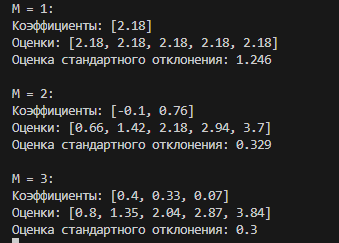 M = 1:
Коэффициенты: [2.18]
Оценки: [2.18, 2.18, 2.18, 2.18, 2.18]
Оценка стандартного отклонения: 1.246
M = 2:
Коэффициенты: [-0.1, 0.76]
Оценки: [0.66, 1.42, 2.18, 2.94, 3.7]
Оценка стандартного отклонения: 0.329
M = 3:
Коэффициенты: [0.4, 0.33, 0.07]
Оценки: [0.8, 1.35, 2.04, 2.87, 3.84]
Оценка стандартного отклонения: 0.3